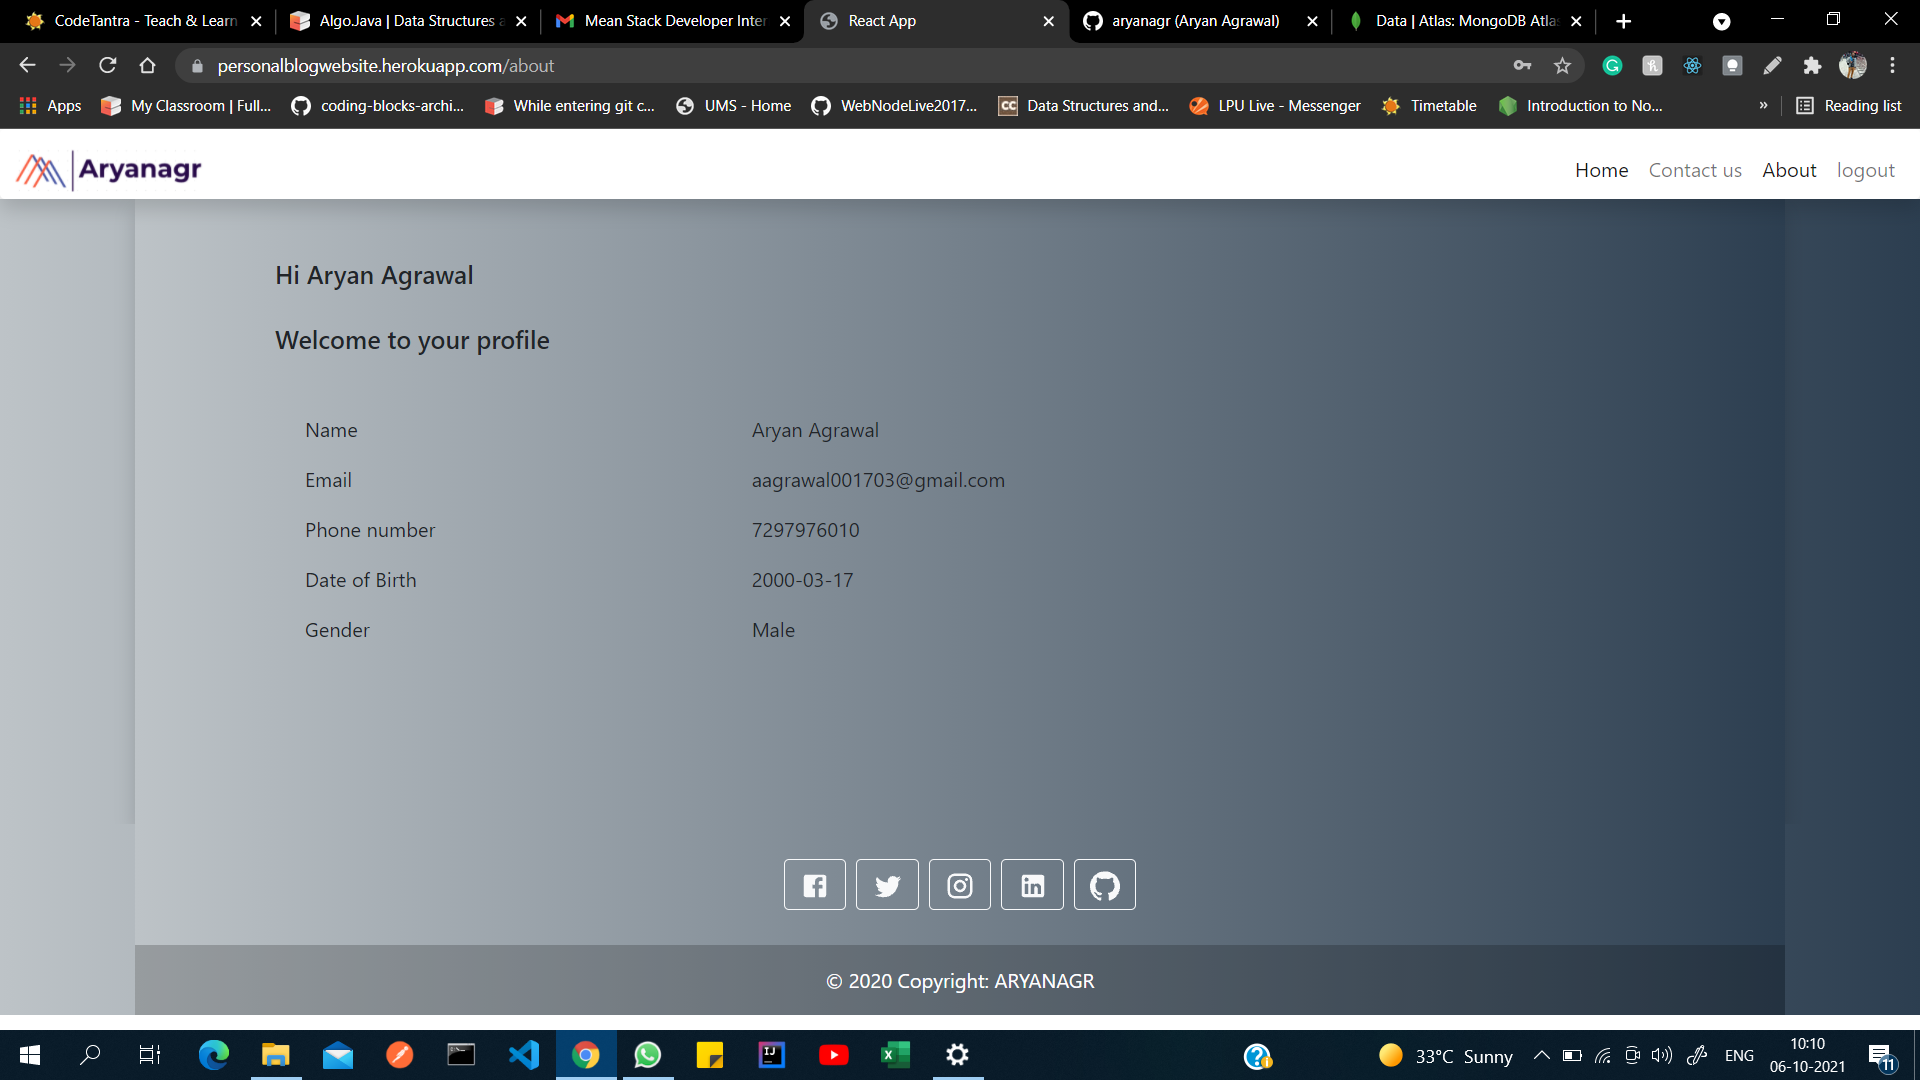 CodeTantra - Teach & Learn
Algo.Java | Data Structures a
Mean Stack Developer Inter
React App
aryanagr (Aryan Agrawal)
Data | Atlas: MongoDB Atlas
personalblogwebsite.herokuapp.com/about
Apps
My Classroom | Full...
coding-blocks-archi...
While entering git c...
UMS - Home
WebNodeLive2017...
CC
Data Structures and...
LPU Live - Messenger
Timetable
Introduction to No...
»
Reading list
Aryanagr
Home
Contact us
About
logout
Hi Aryan Agrawal
Welcome to your profile
Name Aryan Agrawal
Email aagrawal001703@gmail.com
Phone number 7297976010
Date of Birth 2000-03-17
Gender Male
© 2020 Copyright: ARYANAGR
33°C Sunny
ENG
10:10
06-10-2021
11